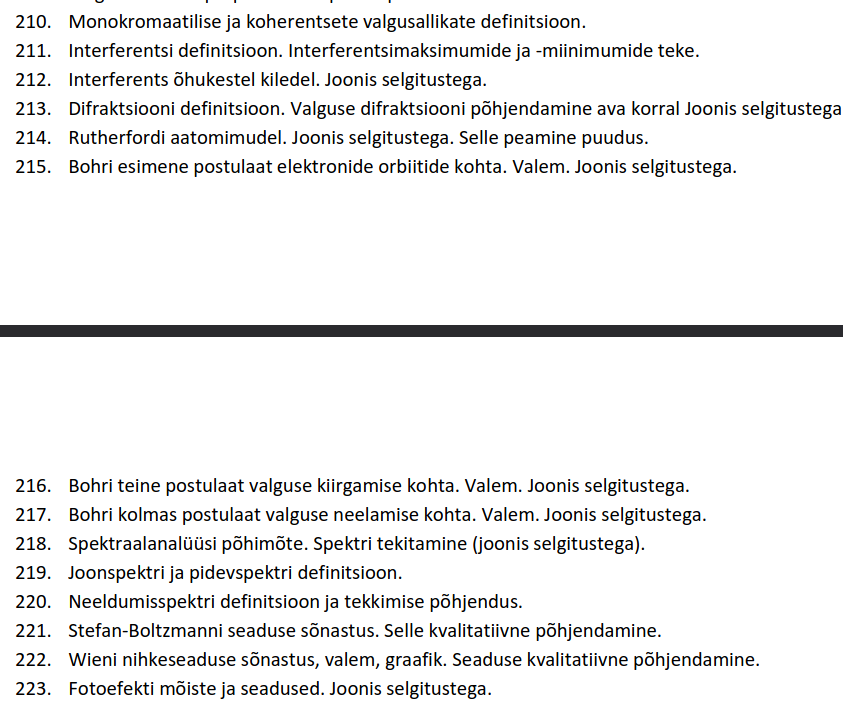 210. Monokromaatilise ja koherentsete valgusallikate definitsioon.
211. Interferentsi definitsioon. Interferentsimaksimumide ja -miinimumide teke.
212. Interferents õhukestel kiledel. Joonis selgitustega.
213. Difraktsiooni definitsioon. Valguse difraktsiooni põhjendamine ava korral Joonis selgitustega
214. Rutherfordi aatomimudel. Joonis selgitustega. Selle peamine puudus.
215. Bohri esimene postulaat elektronide orbiitide kohta. Valem. Joonis selgitustega.
216. Bohri teine postulaat valguse kiirgamise kohta. Valem. Joonis selgitustega.
217. Bohri kolmas postulaat valguse neelamise kohta. Valem. Joonis selgitustega.
218. Spektraalanalüüsi põhimõte. Spektri tekitamine (joonis selgitustega).
219. Joonspektri ja pidevspektri definitsioon.
220. Neeldumisspektri definitsioon ja tekkimise põhjendus.
221. Stefan-Boltzmanni seaduse sõnastus. Selle kvalitatiivne põhjendamine.
222. Wieni nihkeseaduse sõnastus, valem, graafik. Seaduse kvalitatiivne põhjendamine.
223. Fotoefekti mõiste ja seadused. Joonis selgitustega.